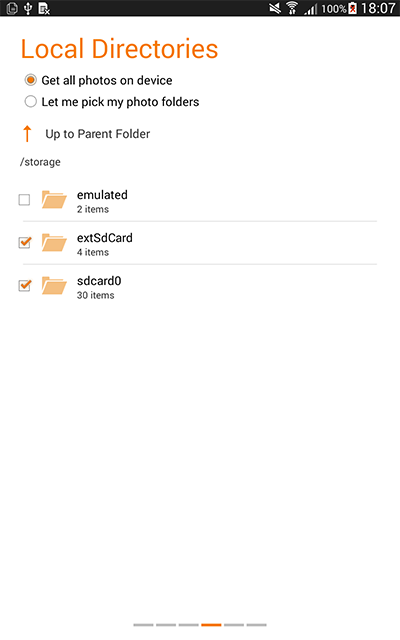 100% 18:07
Local Directories
Get all photos on device
Let me pick my photo folders
Up to Parent Folder
/storage
emulated
2 items
extSdCard
4 items
sdcard0
30 items